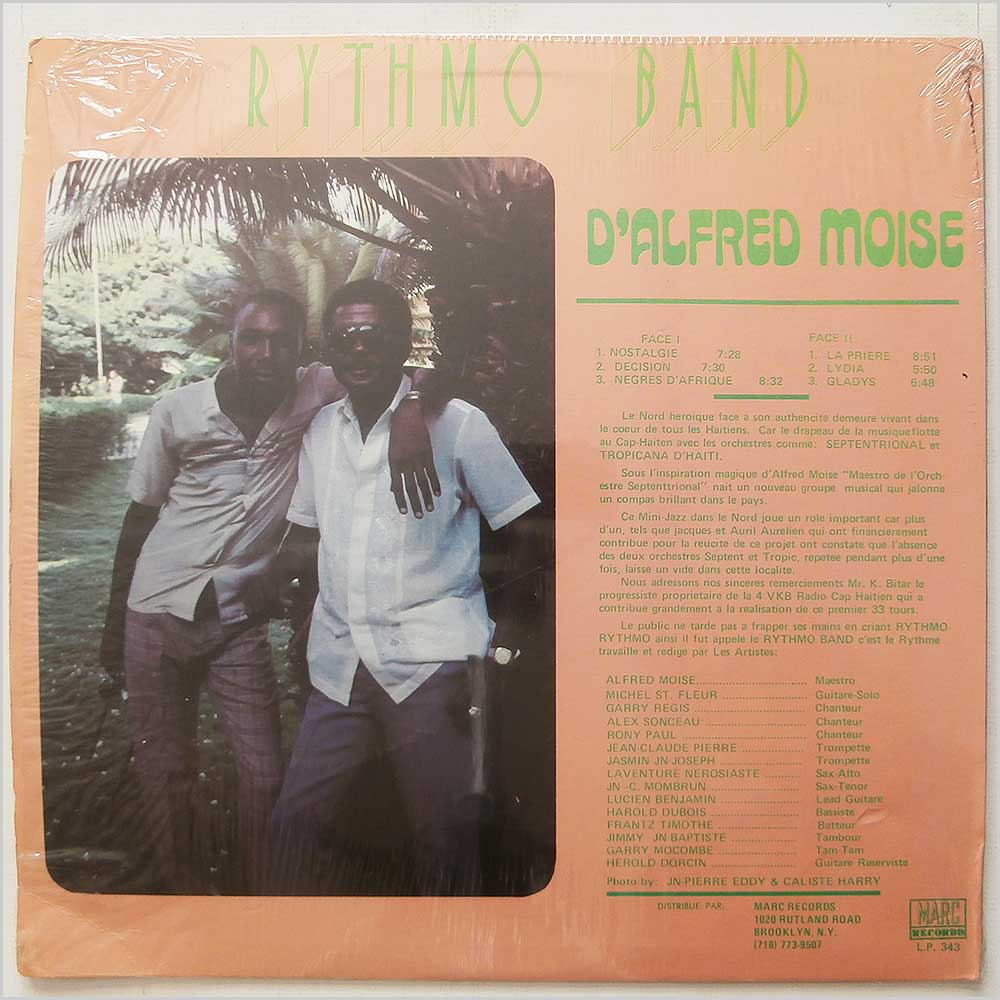 RYTHMO BAND
D'ALFRED MOISE
FACE I
1. NOSTALGIE 7:28
2. DECISION 7:30
3. NEGRES D'AFRIQUE 8:32
FACE II
1. LA PRIERE 8:51
2. LYDIA 5:50
3. GLADYS 6:48
Le Nord heroique face a son authencite demeure vivant dans
le coeur de tous les Haitiens. Car le drapeau de la musique flotte
au Cap-Haiten avec les orchestres comme: SEPTENTRIONAL et
TROPICANA D'HAITI.
Sous l'inspiration magique d'Alfred Moise "Maestro de l'Orch-
estre Septenttrional" nait un nouveau groupe musical qui jalonne
un compas brillant dans le pays.
Ce Mini-Jazz dans le Nord joue un role important car plus
d'un, tels que jacques et Auril Aurelien qui ont financierement
contribue pour la reucite de ce projet ont constate que l'absence
des deux orchestres Septent et Tropic, repetee pendant plus d'une
fois, laisse un vide dans cette localite.
Nous adressons nos sinceres remerciements Mr. K. Bitar le
progressiste proprietaire de la 4 VKB Radio Cap Haitien qui a
contribue grandement a la realisation de ce premier 33 tours.
Le public ne tarde pas a frapper ses mains en criant RYTHMO-
RYTHMO ainsi il fut appele le RYTHMO BAND c'est le Rythme
travaille et redige par Les Artistes:
ALFRED MOISE............................ Maestro
MICHEL ST. FLEUR ..................... Guitare-Solo
GARRY REGIS ............................ Chanteur
ALEX SONCEAU ......................... Chanteur
RONY PAUL ............................... Chanteur
JEAN-CLAUDE PIERRE ................ Trompette
JASMIN JN-JOSEPH ..................... Trompette
LAVENTURE NEROSIASTE .......... Sax-Alto
JN -C. MOMBRUN ...................... Sax-Tenor
LUCIEN BENJAMIN .................... Lead Guitare
HAROLD DUBOIS ....................... Bassiste
FRANTZ TIMOTHE .................... Batteur
JIMMY JN-BAPTISTE .................. Tambour
GARRY MOCOMBE ..................... Tam-Tam
HEROLD DORCIN ....................... Guitare Reserviste
Photo by: JN-PIERRE EDDY & CALISTE HARRY
DISTRIBUE PAR: MARC RECORDS
1020 RUTLAND ROAD
BROOKLYN, N.Y.
(718) 773-9507
MARC
RECORDS
L.P. 343